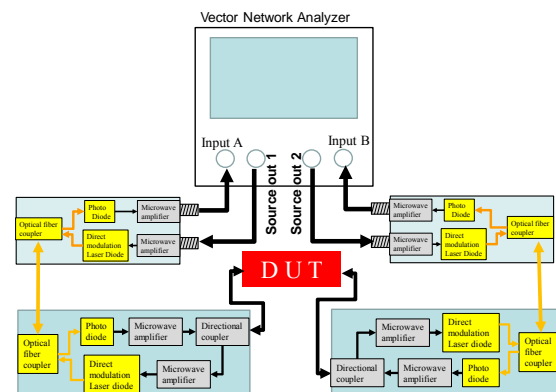 Vector Network Analyzer
Input A
Source out 1
Source out 2
Input B
Optical fiber
coupler
Photo
Diode
Microwave
amplifier
Direct
modulation
Laser Diode
Microwave
amplifier
Microwave
amplifier
Photo
Diode
Optical fiber
coupler
Microwave
amplifier
Direct
modulation
Laser Diode
DUT
Optical
fiber
coupler
Photo
diode
Microwave
amplifier
Directional
coupler
Direct
modulation
Laser diode
Microwave
amplifier
Microwave
amplifier
Direct
modulation
Laser diode
Optical
fiber
coupler
Directional
coupler
Microwave
amplifier
Photo
diode